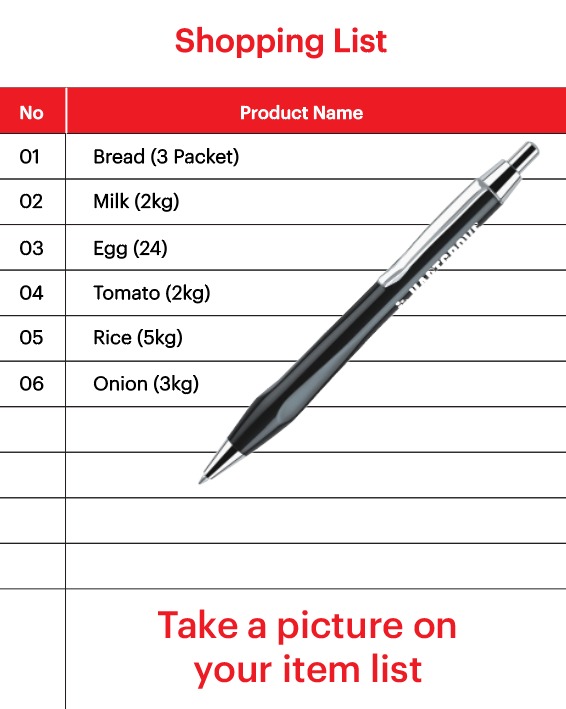 Shopping List
No Product Name
01 Bread (3 Packet)
02 Milk (2kg)
03 Egg (24)
04 Tomato (2kg)
05 Rice (5kg)
06 Onion (3kg)
Take a picture on
your item list